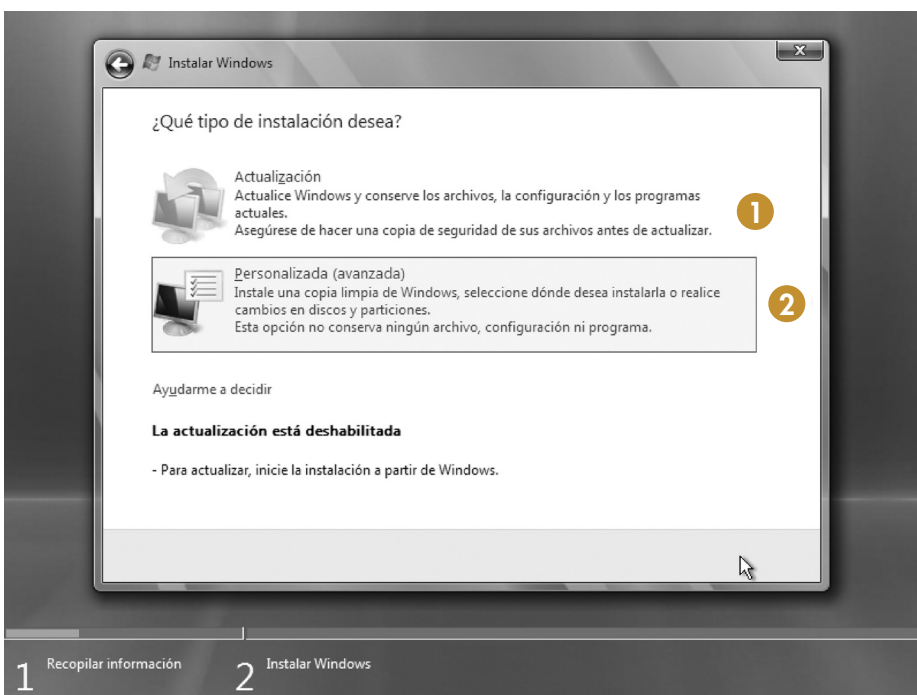 Instalar Windows
¿Qué tipo de instalación desea?
Actualización
Actualice Windows y conserve los archivos, la configuración y los programas
actuales.
Asegúrese de hacer una copia de seguridad de sus archivos antes de actualizar.
1
Personalizada (avanzada)
Instale una copia limpia de Windows, seleccione dónde desea instalarla o realice
cambios en discos y particiones.
Esta opción no conserva ningún archivo, configuración ni programa.
2
Ayudarme a decidir
La actualización está deshabilitada
- Para actualizar, inicie la instalación a partir de Windows.
1 Recopilar información
2 Instalar Windows